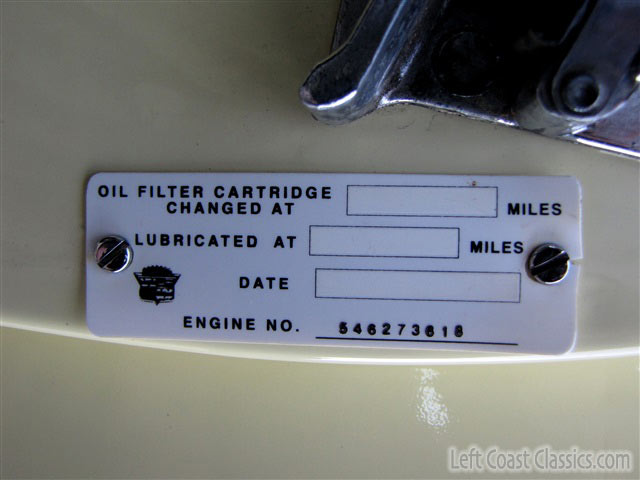 OIL FILTER CARTRIDGE
CHANGED AT MILES
LUBRICATED AT MILES
DATE
ENGINE NO. 546273618
Left Coast Classics.com